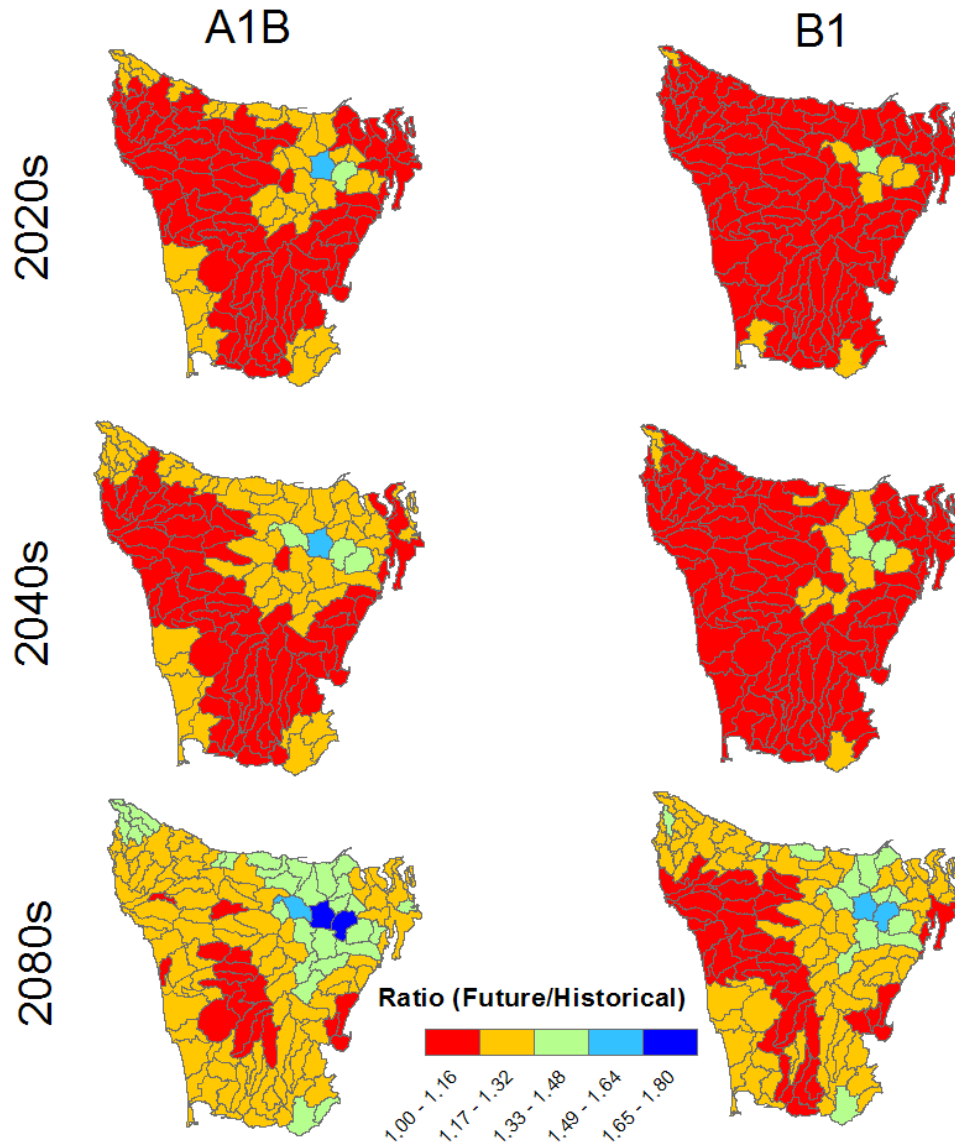 A1B
B1
2020s
2040s
2080s
Ratio (Future/Historical)
1.00 - 1.16
1.17 - 1.32
1.33 - 1.48
1.49 - 1.64
1.65 - 1.80